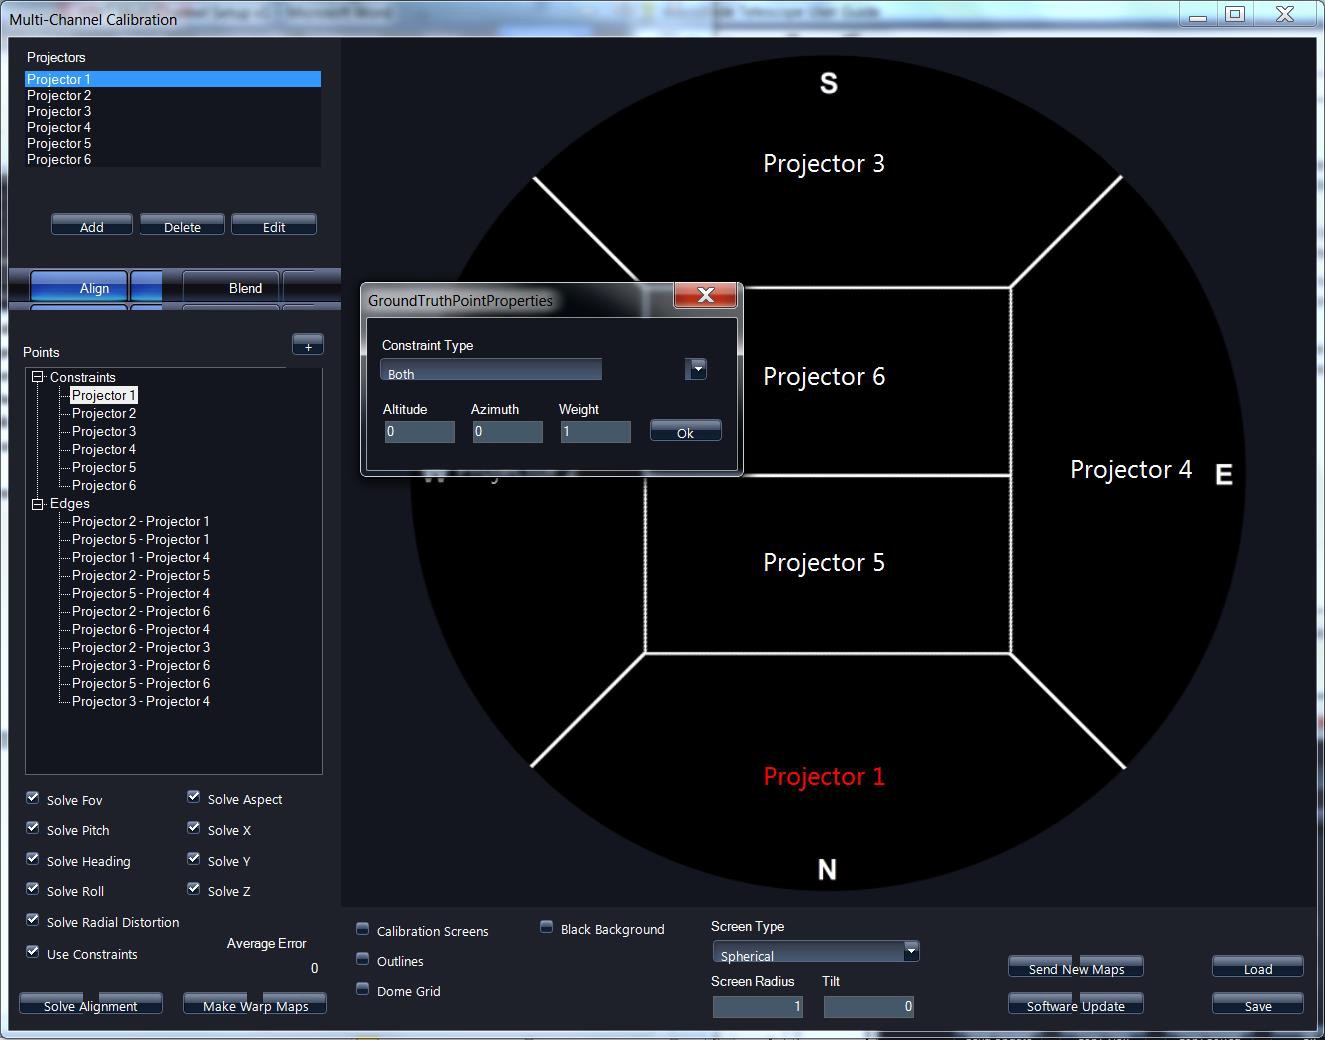 Multi-Channel Calibration
Projectors
Projector 1
Projector 2
Projector 3
Projector 4
Projector 5
Projector 6
Add Delete Edit
Align Blend
Points +
Constraints
Projector 1
Projector 2
Projector 3
Projector 4
Projector 5
Projector 6
Edges
Projector 2 - Projector 1
Projector 5 - Projector 1
Projector 1 - Projector 4
Projector 2 - Projector 5
Projector 5 - Projector 4
Projector 2 - Projector 6
Projector 6 - Projector 4
Projector 2 - Projector 3
Projector 3 - Projector 6
Projector 5 - Projector 6
Projector 3 - Projector 4
Solve Fov Solve Aspect
Solve Pitch Solve X
Solve Heading Solve Y
Solve Roll Solve Z
Solve Radial Distortion
Use Constraints
Average Error
0
Solve Alignment Make Warp Maps
S
Projector 3
GroundTruthPointProperties
Constraint Type
Both
Altitude Azimuth Weight
0 0 1 Ok
Projector 6
W
Projector 4 E
Projector 5
Projector 1
N
Calibration Screens
Outlines
Dome Grid
Black Background
Screen Type
Spherical
Screen Radius Tilt
1 0
Send New Maps Load
Software Update Save